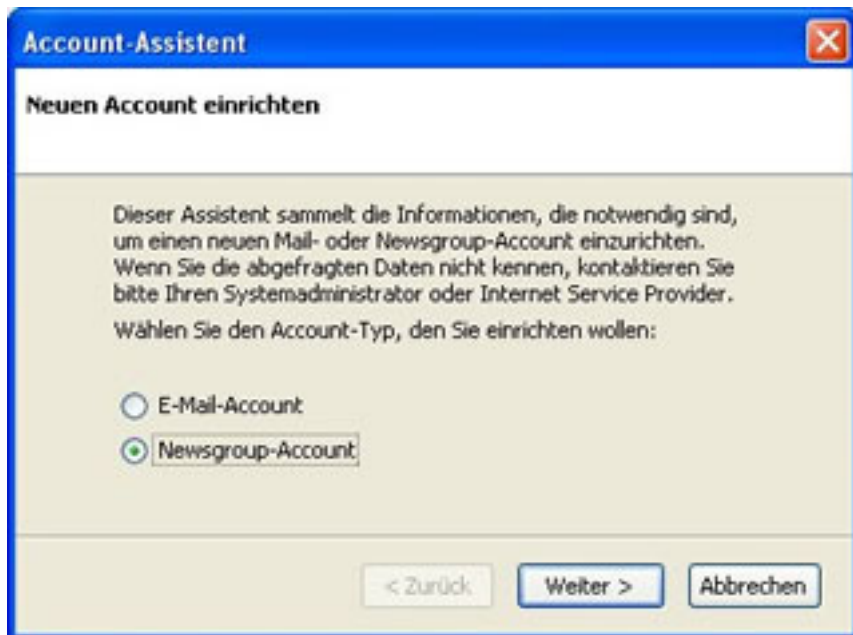 Account-Assistent
Neuen Account einrichten
Dieser Assistent sammelt die Informationen, die notwendig sind,
um einen neuen Mail- oder Newsgroup-Account einzurichten.
Wenn Sie die abgefragten Daten nicht kennen, kontaktieren Sie
bitte Ihren Systemadministrator oder Internet Service Provider.
Wählen Sie den Account-Typ, den Sie einrichten wollen:
E-Mail-Account
Newsgroup-Account
< Zurück
Weiter >
Abbrechen